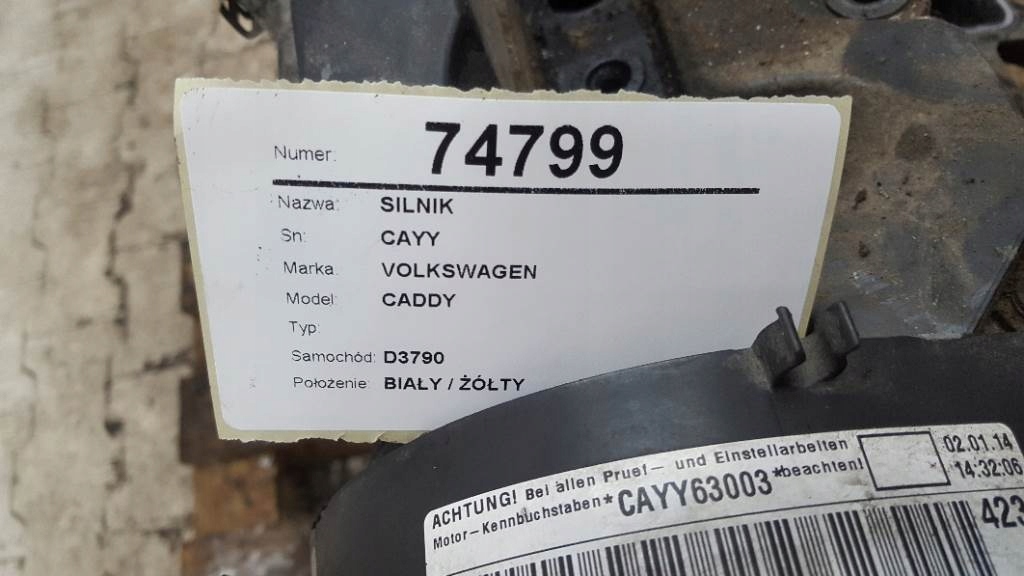 Numer: 74799
Nazwa: SILNIK
Sn: CAYY
Marka: VOLKSWAGEN
Model: CADDY
Typ:
Samochód: D3790
Położenie: BIAŁY / ŻÓŁTY
ACHTUNG! Bei allen Pruef- und Einstellarbeiten
Motor-Kennbuchstaben*CAYY63003*beachten!
02.01.14
14:32:06
423